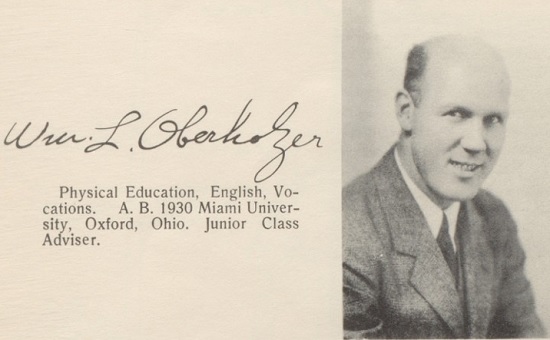 Wm. L. Oberholzer
Physical Education, English, Vo-
cations. A. B. 1930 Miami Univer-
sity, Oxford, Ohio. Junior Class
Adviser.